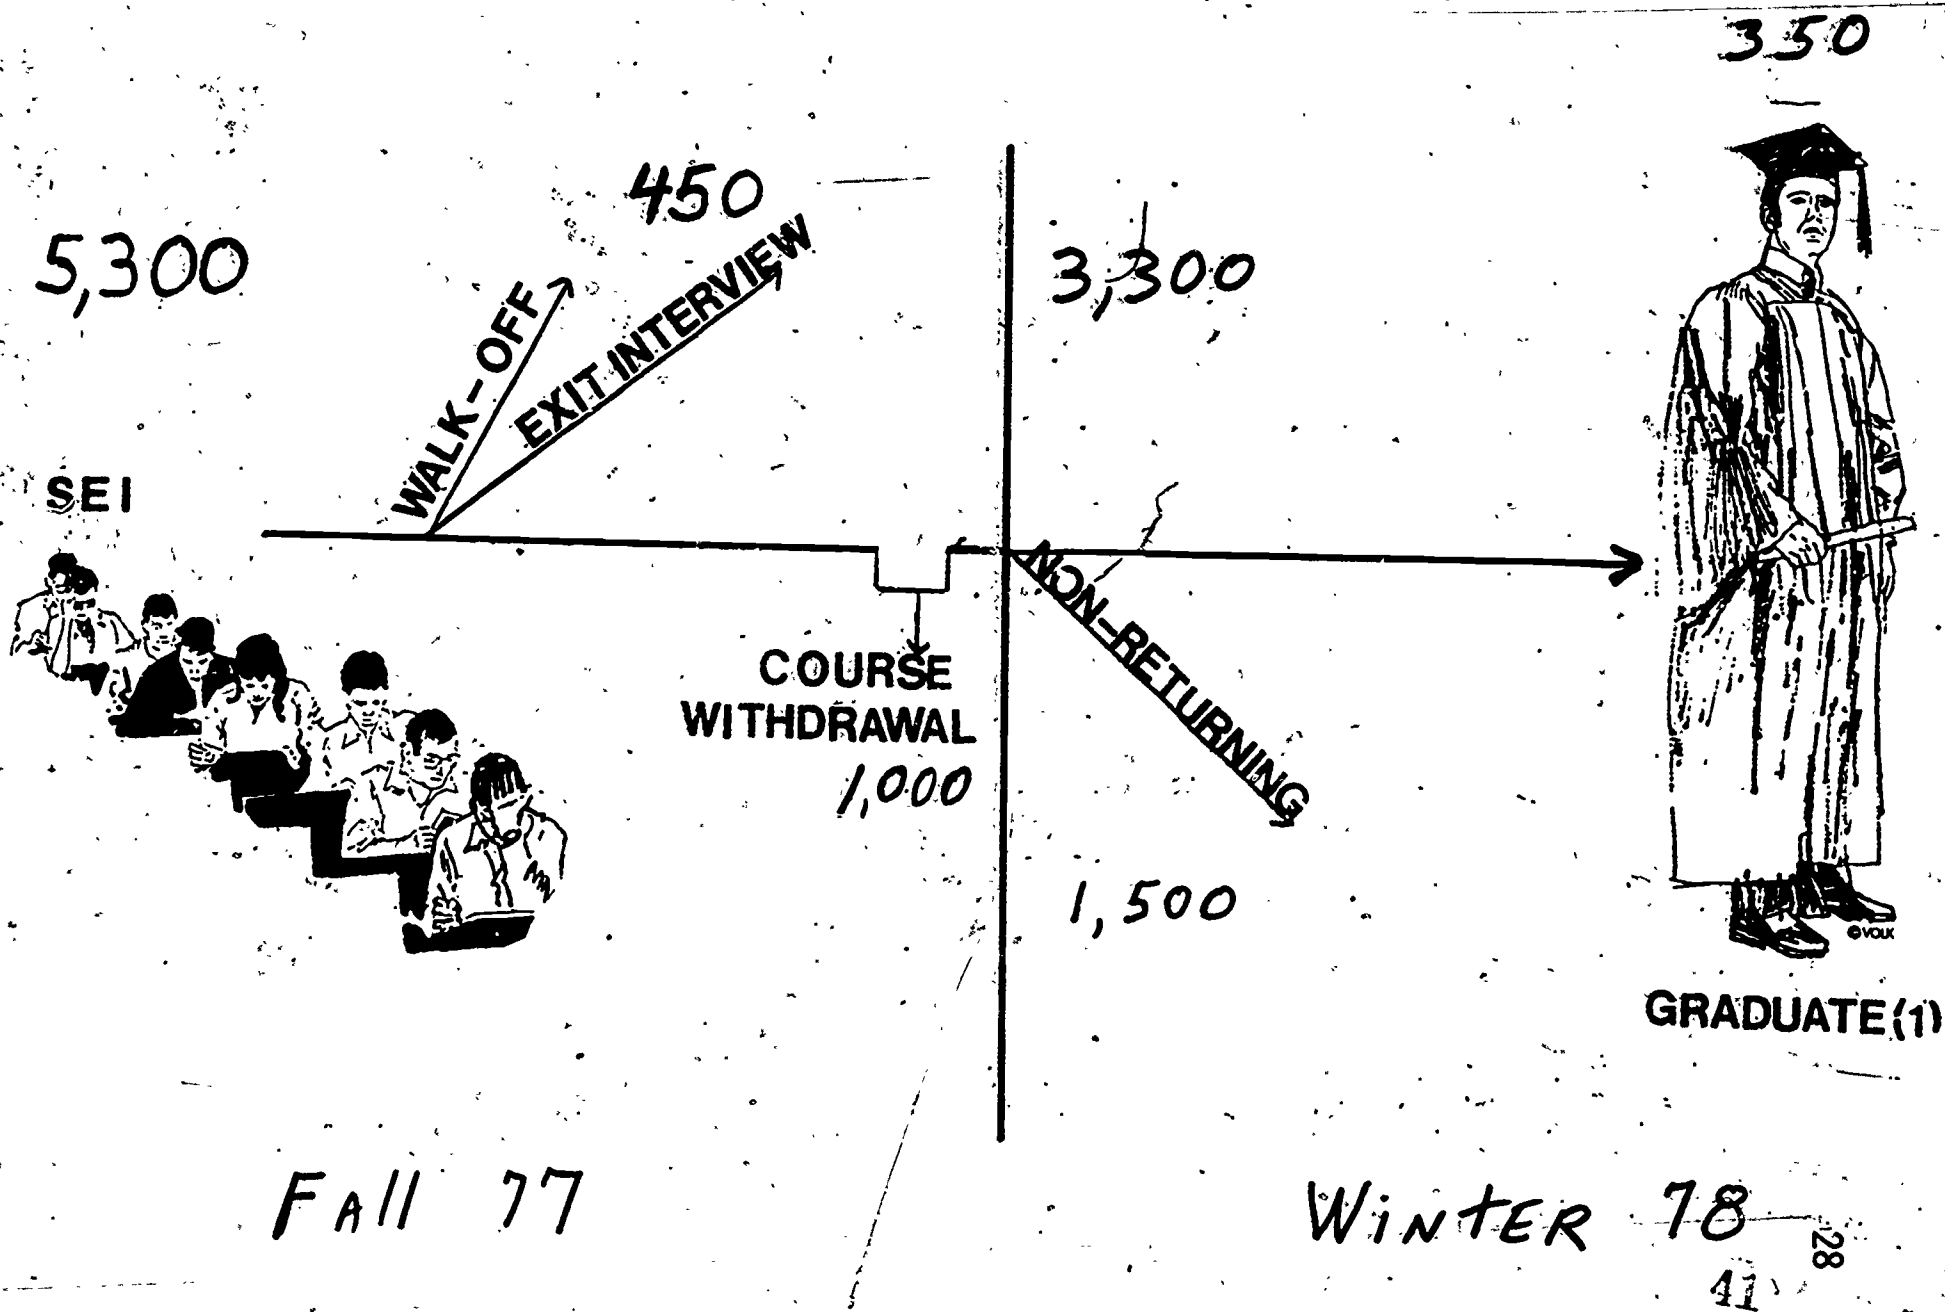 350
450
5,300
3,300
WALK-OFF
EXIT INTERVIEW
SEI
NON-RETURNING
COURSE
WITHDRAWAL
1,000
1,500
©VOLK
GRADUATE(1)
FAll 77
WiNtER 78
28
41